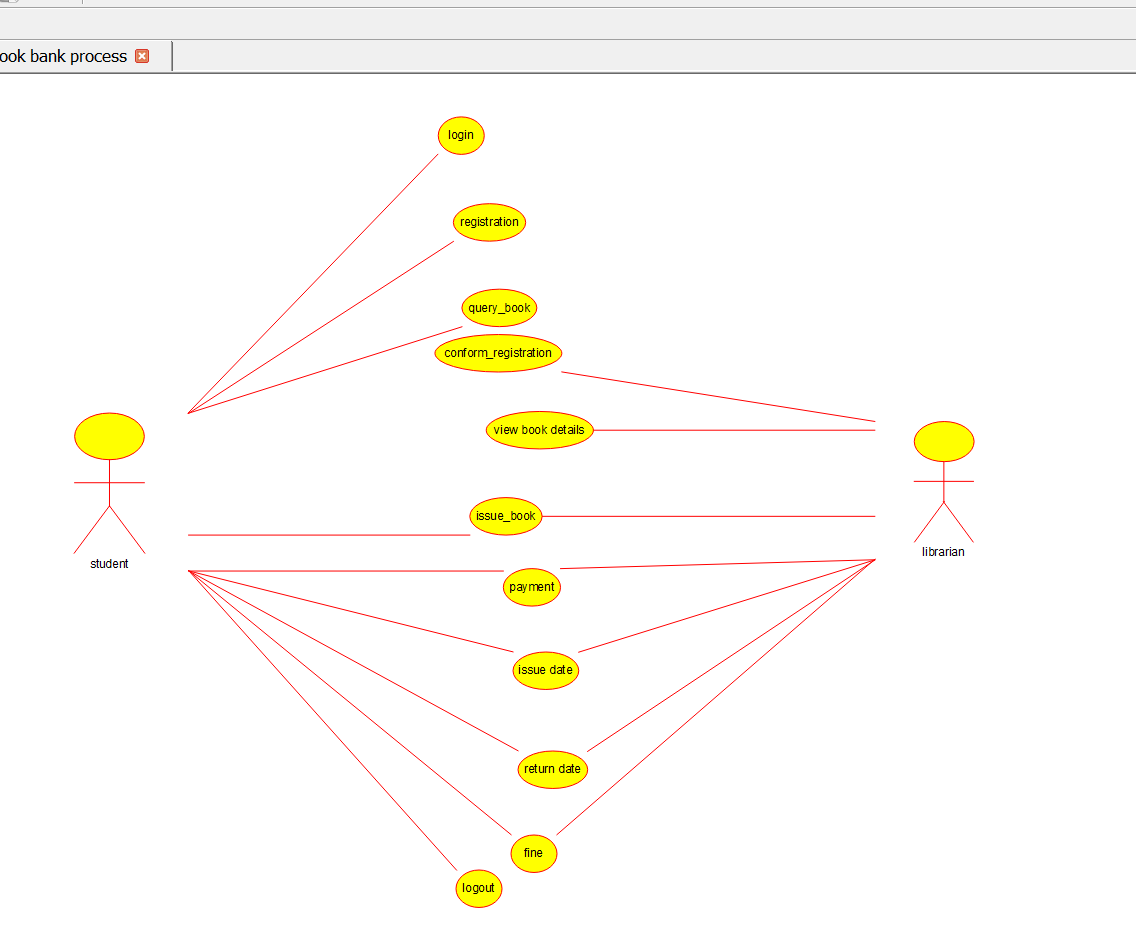 ook bank process
login
registration
query_book
conform_registration
view book details
issue_book
payment
issue date
return date
fine
logout
student
librarian